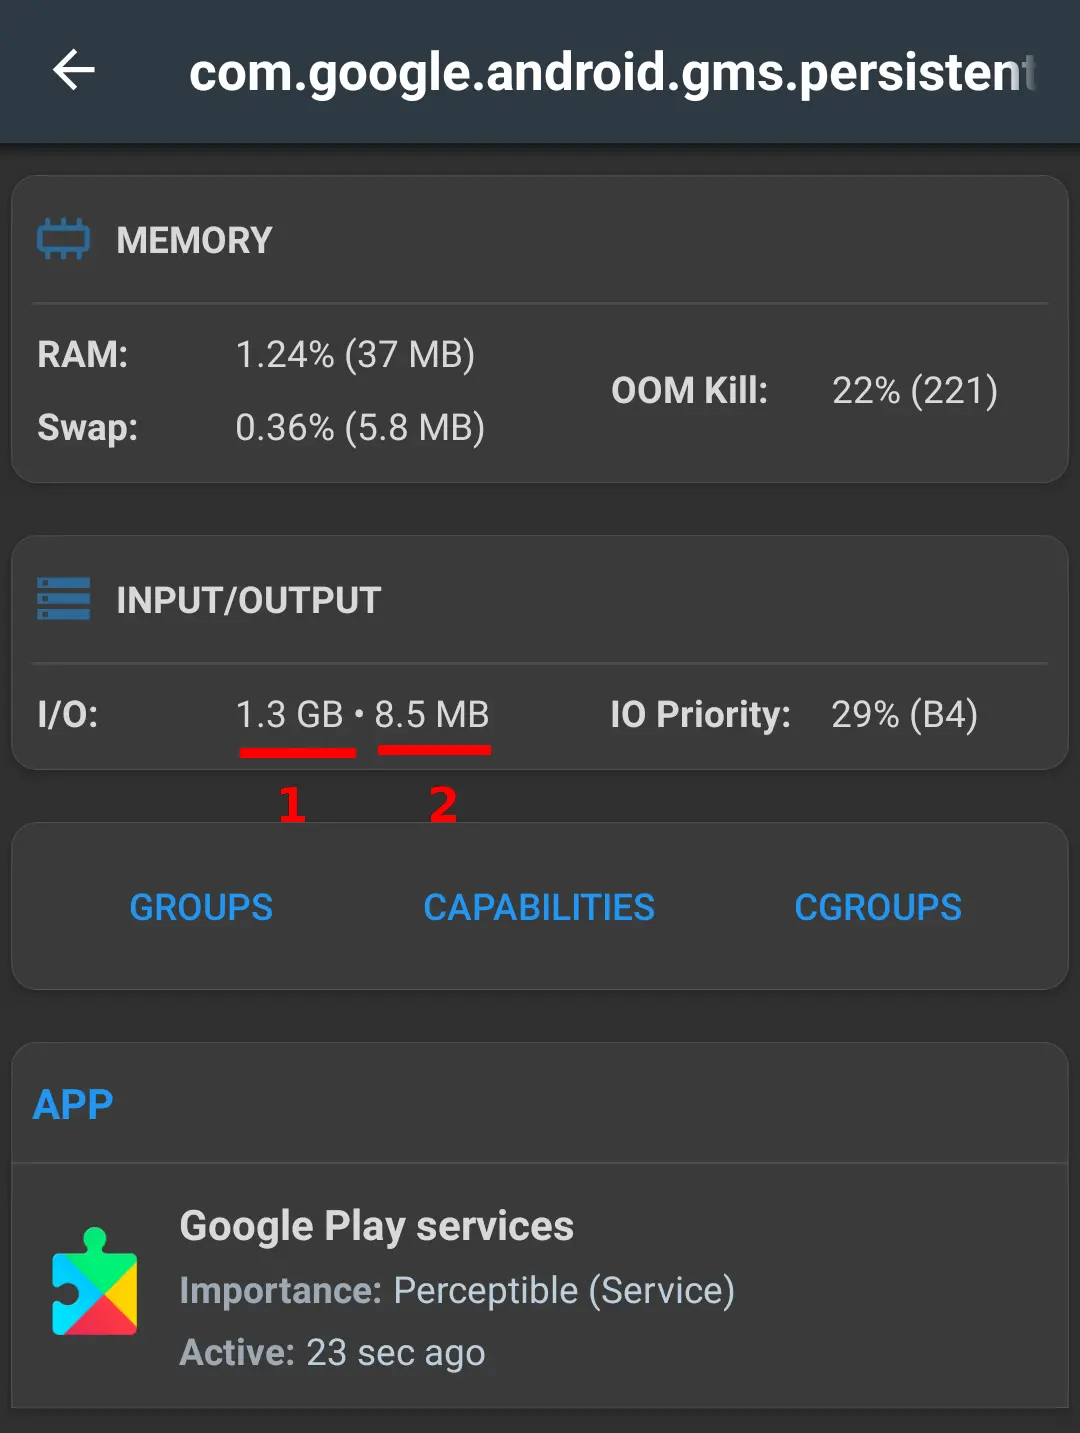 com.google.android.gms.persistent
MEMORY
RAM: 1.24% (37 MB)
OOM Kill: 22% (221)
Swap: 0.36% (5.8 MB)
INPUT/OUTPUT
I/O: 1.3 GB • 8.5 MB IO Priority: 29% (B4)
1 2
GROUPS CAPABILITIES CGROUPS
APP
Google Play services
Importance: Perceptible (Service)
Active: 23 sec ago